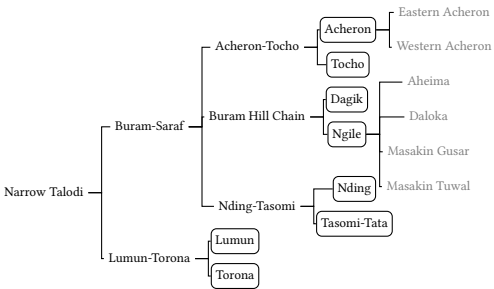 Eastern Acheron
Acheron
Western Acheron
Acheron-Tocho
Tocho
Aheima
Dagik
Buram Hill Chain
Daloka
Buram-Saraf
Ngile
Masakin Gusar
Masakin Tuwal
Nding
Narrow Talodi
Nding-Tasomi
Tasomi-Tata
Lumun
Lumun-Torona
Torona